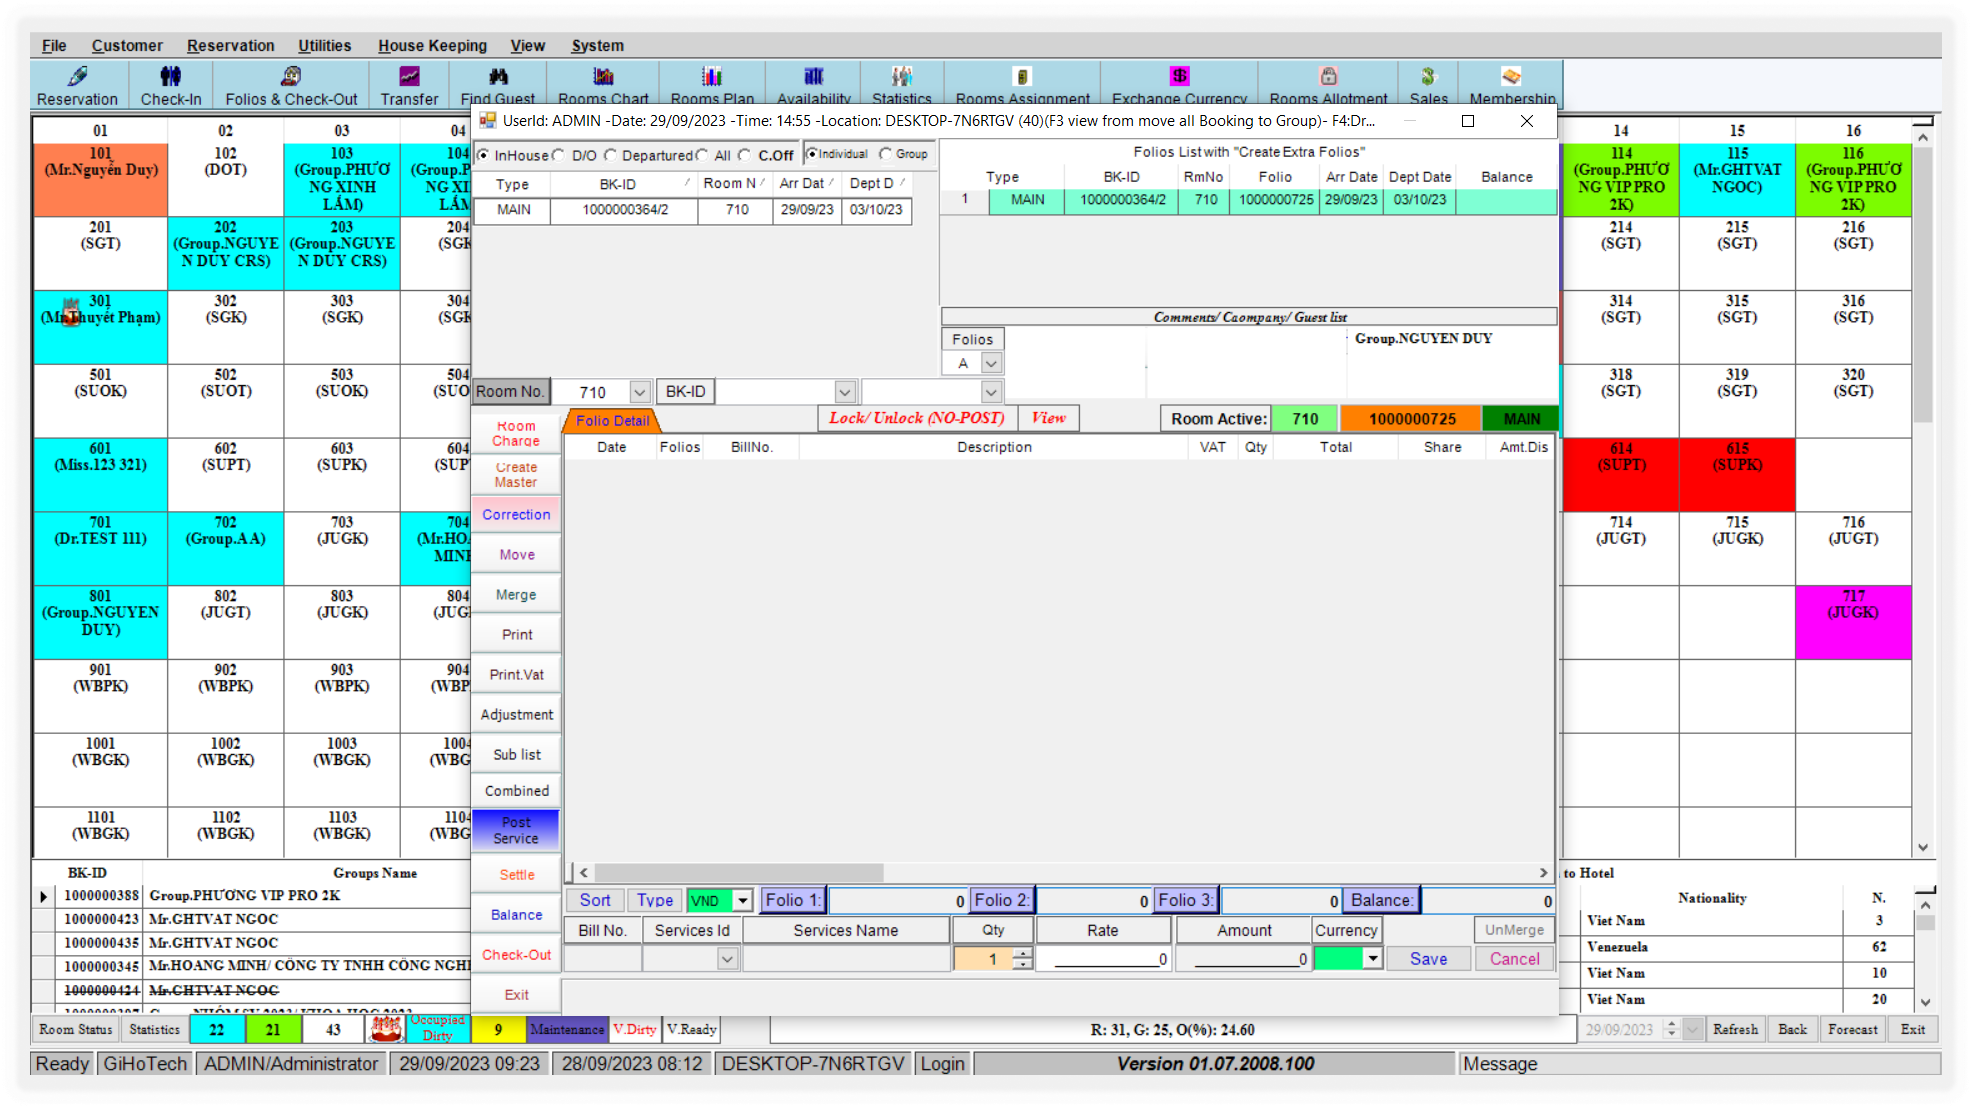 File Customer Reservation Utilities House Keeping View System
Reservation Check-In Folios & Check-Out Transfer Find Guest Rooms Chart Rooms Plan Availability Statistics Rooms Assignment Exchange Currency Rooms Allotment Sales Membership
UserId: ADMIN -Date: 29/09/2023 -Time: 14:55 -Location: DESKTOP-7N6RTGV (40)(F3 view from move all Booking to Group)- F4:Dr...
InHouse D/O Departured All C.Off Individual Group
Type BK-ID Room N Arr Dat Dept D
MAIN 1000000364/2 710 29/09/23 03/10/23
Folios List with "Create Extra Folios"
Type BK-ID RmNo Folio Arr Date Dept Date Balance
1 MAIN 1000000364/2 710 1000000725 29/09/23 03/10/23
Comments/ Caompany/ Guest list
Folios
A
Group.NGUYEN DUY
Room No. 710 BK-ID
Folio Detail Lock/ Unlock (NO-POST) View Room Active: 710 1000000725 MAIN
Date Folios BillNo. Description VAT Qty Total Share Amt.Dis
Room Charge
Create Master
Correction
Move
Merge
Print
Print.Vat
Adjustment
Sub list
Combined
Post Service
Settle
Balance
Check-Out
Exit
Sort Type VND Folio 1: 0 Folio 2: 0 Folio 3: 0 Balance: 0
Bill No. Services Id Services Name Qty Rate Amount Currency UnMerge
1 0 0 Save Cancel
01 02 03 04
101 102 103 104
(Mr.Nguyễn Duy) (DOT) (Group.PHƯƠ (Group.P
NG XINH NG XI
LẮM) LẮM
201 202 203 204
(SGT) (Group.NGUYE (Group.NGUYE (SGK
N DUY CRS) N DUY CRS)
301 302 303 304
(Mr.Thuyết Phạm) (SGK) (SGK) (SGK
501 502 503 504
(SUOK) (SUOT) (SUOK) (SUO
601 602 603 604
(Miss.123 321) (SUPT) (SUPK) (SUP
701 702 703 704
(Dr.TEST 111) (Group.AA) (JUGK) (Mr.HO
MINH
801 802 803 804
(Group.NGUYEN (JUGT) (JUGK) (JUG
DUY)
901 902 903 904
(WBPK) (WBPK) (WBPK) (WBP
1001 1002 1003 1004
(WBGK) (WBGK) (WBGK) (WBG
1101 1102 1103 1104
(WBGK) (WBGK) (WBGK) (WBG
14 15 16
114 115 116
(Group.PHƯƠ (Mr.GHTVAT (Group.PHƯƠ
NG VIP PRO NGOC) NG VIP PRO
2K) 2K)
214 215 216
(SGT) (SGT) (SGT)
314 315 316
(SGT) (SGT) (SGT)
318 319 320
(SGT) (SGT) (SGT)
614 615
(SUPT) (SUPK)
714 715 716
(JUGT) (JUGK) (JUGT)
717
(JUGK)
BK-ID Groups Name
1000000388 Group.PHƯƠNG VIP PRO 2K
1000000423 Mr.GHTVAT NGOC
1000000435 Mr.GHTVAT NGOC
1000000345 Mr.HOANG MINH/ CÔNG TY TNHH CÔNG NGHI
1000000424 Mr.GHTVAT NGOC
to Hotel
Nationality N.
Viet Nam 3
Venezuela 62
Viet Nam 10
Viet Nam 20
Room Status Statistics 22 21 43 Occupied Dirty 9 Maintenance V.Dirty V.Ready R: 31, G: 25, O(%): 24.60 29/09/2023 Refresh Back Forecast Exit
Ready GiHoTech ADMIN/Administrator 29/09/2023 09:23 28/09/2023 08:12 DESKTOP-7N6RTGV Login Version 01.07.2008.100 Message